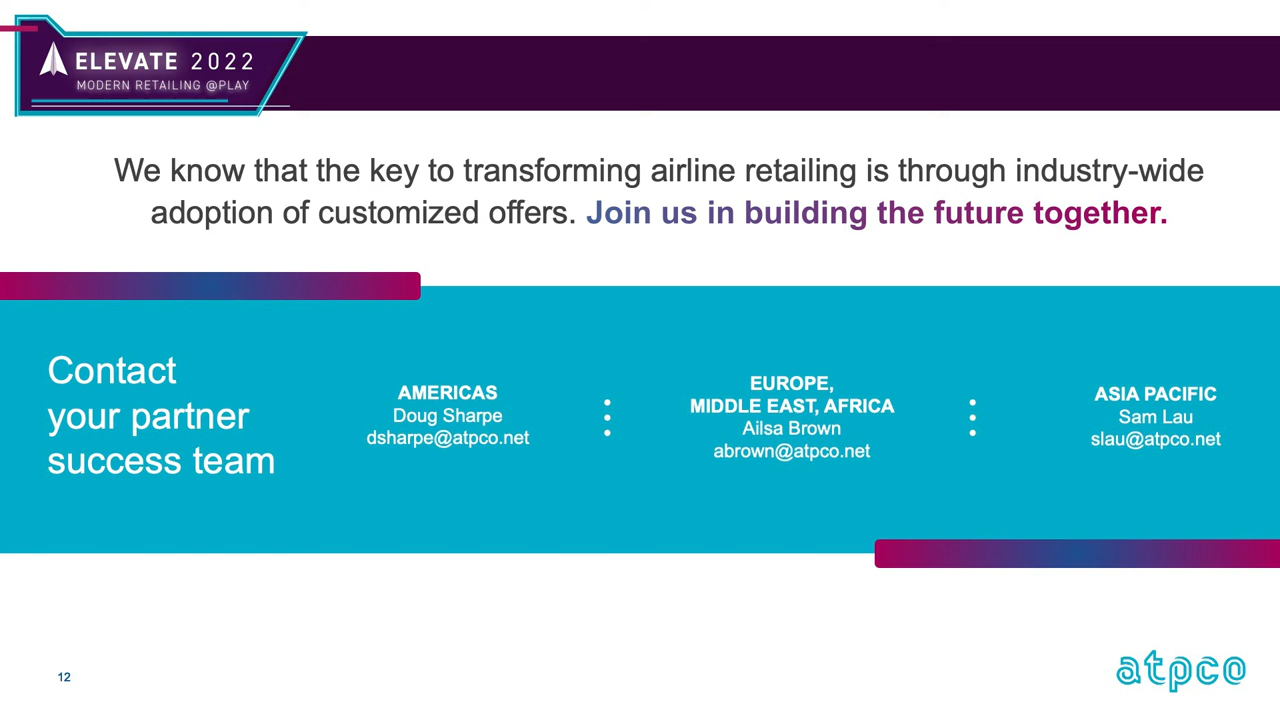 ELEVATE 2022
MODERN RETAILING @PLAY
We know that the key to transforming airline retailing is through industry-wide
adoption of customized offers. Join us in building the future together.
Contact
your partner
success team
AMERICAS
Doug Sharpe
dsharpe@atpco.net
EUROPE,
MIDDLE EAST, AFRICA
Ailsa Brown
abrown@atpco.net
ASIA PACIFIC
Sam Lau
slau@atpco.net
12
atpco